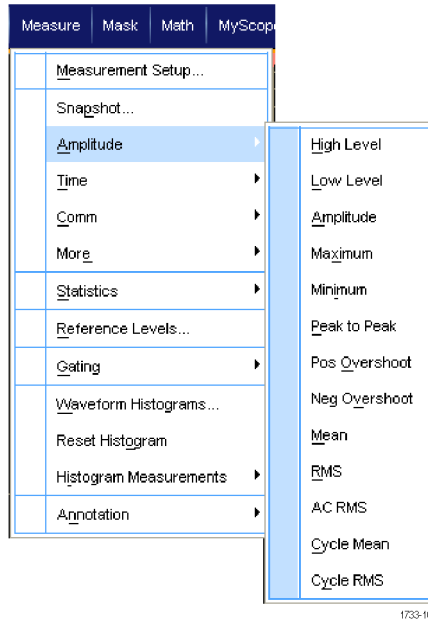 Measure Mask Math MyScop
Measurement Setup...
Snapshot...
Amplitude
Time
Comm
More
Statistics
Reference Levels...
Gating
Waveform Histograms...
Reset Histogram
Histogram Measurements
Annotation
High Level
Low Level
Amplitude
Maximum
Minimum
Peak to Peak
Pos Overshoot
Neg Overshoot
Mean
RMS
AC RMS
Cycle Mean
Cycle RMS